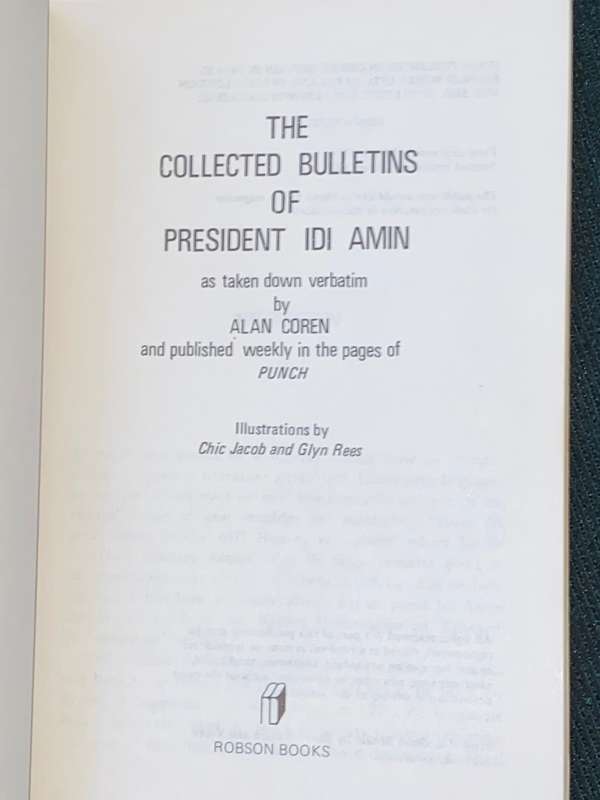 THE
COLLECTED BULLETINS
OF
PRESIDENT IDI AMIN
as taken down verbatim
by
ALAN COREN
and published weekly in the pages of
PUNCH
Illustrations by
Chic Jacob and Glyn Rees
ROBSON BOOKS